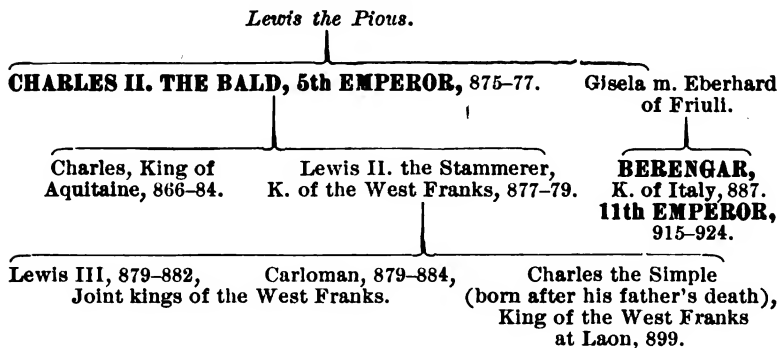 Lewis the Pious.
CHARLES II. THE BALD, 5th EMPEROR, 875–77.
Gisela m. Eberhard
of Friuli.
Charles, King of
Aquitaine, 866–84.
Lewis II. the Stammerer,
K. of the West Franks, 877–79.
BERENGAR,
K. of Italy, 887.
11th EMPEROR,
915–924.
Lewis III, 879–882,
Carloman, 879–884,
Joint kings of the West Franks.
Charles the Simple
(born after his father's death),
King of the West Franks
at Laon, 899.